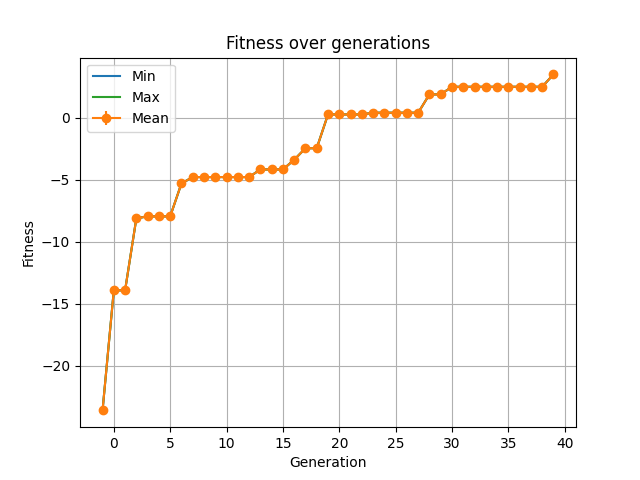 Fitness over generations
Min
Max
Mean
0
−5
−10
−15
−20
Fitness
0 5 10 15 20 25 30 35 40
Generation